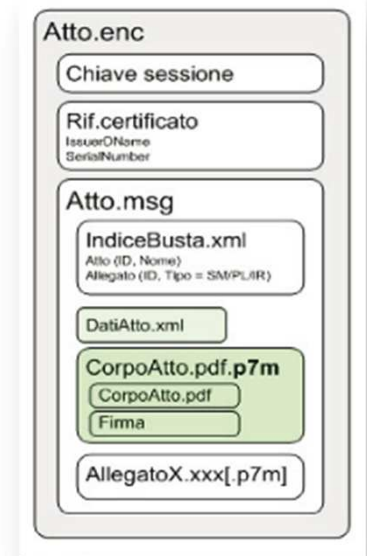 Atto.enc
Chiave sessione
Rif.certificato
IssuerDName
SerialNumber
Atto.msg
IndiceBusta.xml
Atto (ID, Nome)
Allegato (ID, Tipo = SM/PL/IR)
DatiAtto.xml
CorpoAtto.pdf.p7m
CorpoAtto.pdf
Firma
AllegatoX.xxx[.p7m]